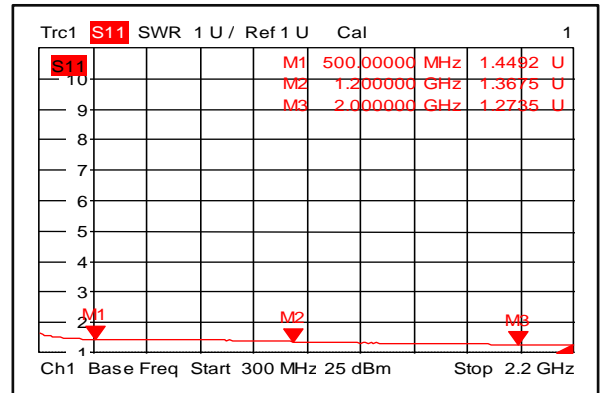 Trc1 S11 SWR 1 U / Ref 1 U Cal 1
S11
M1 500.00000 MHz 1.4492 U
M2 1.200000 GHz 1.3675 U
M3 2.000000 GHz 1.2735 U
10
9
8
7
6
5
4
3
2
1
M1 M2 M3
Ch1 Base Freq Start 300 MHz 25 dBm Stop 2.2 GHz